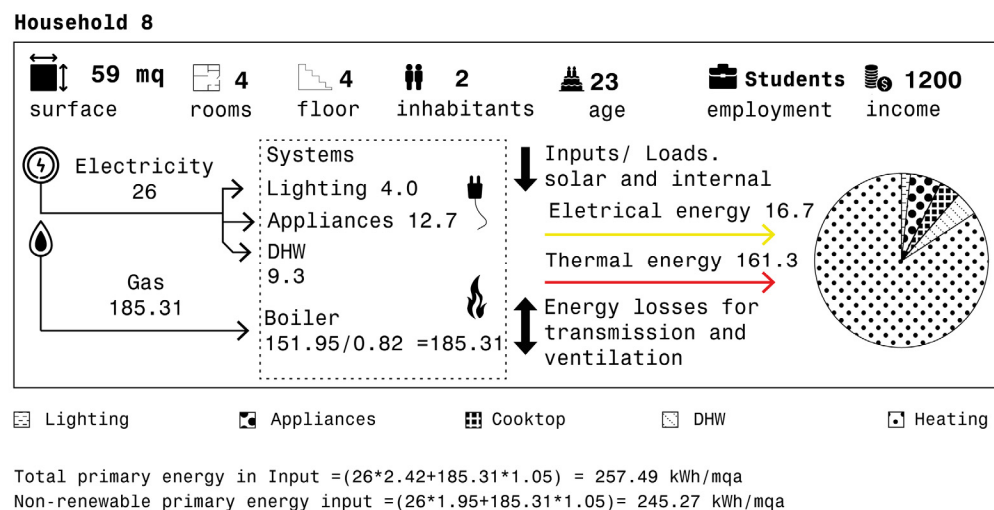 Household 8
59 mq
4
4
2
23
Students
1200
surface
rooms
floor
inhabitants
age
employment
income
Electricity
26
Gas
185.31
Systems
Lighting 4.0
Appliances 12.7
DHW
9.3
Boiler
151.95/0.82 =185.31
Inputs/ Loads.
solar and internal
Eletrical energy 16.7
Thermal energy 161.3
Energy losses for
transmission and
ventilation
Lighting
Appliances
Cooktop
DHW
Heating
Total primary energy in Input =(26*2.42+185.31*1.05) = 257.49 kWh/mqa
Non-renewable primary energy input =(26*1.95+185.31*1.05)= 245.27 kWh/mqa